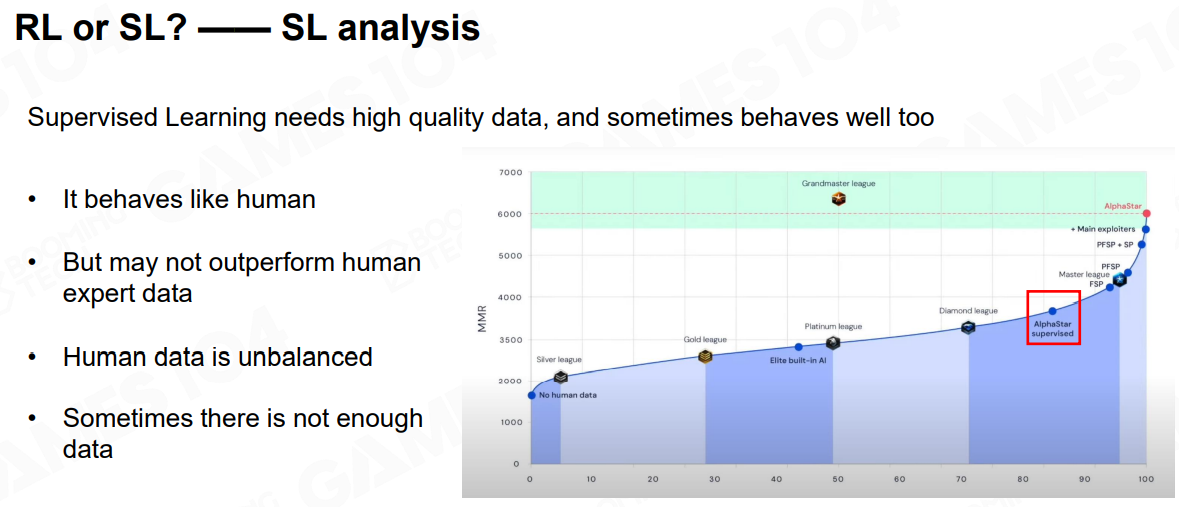 RL or SL? —— SL analysis
Supervised Learning needs high quality data, and sometimes behaves well too
• It behaves like human
• But may not outperform human
expert data
• Human data is unbalanced
• Sometimes there is not enough
data
7000
Grandmaster league
AlphaStar
6000
+ Main exploiters
PFSP + SP
5000
PFSP
Master league
FSP
4000
Diamond league
AlphaStar
supervised
MMR
Platinum league
3500
Gold league
Elite built-in AI
Silver league
2000
No human data
1000
0
0 10 20 30 40 50 60 70 80 90 100
GAMES 104
BOOMING
TECH